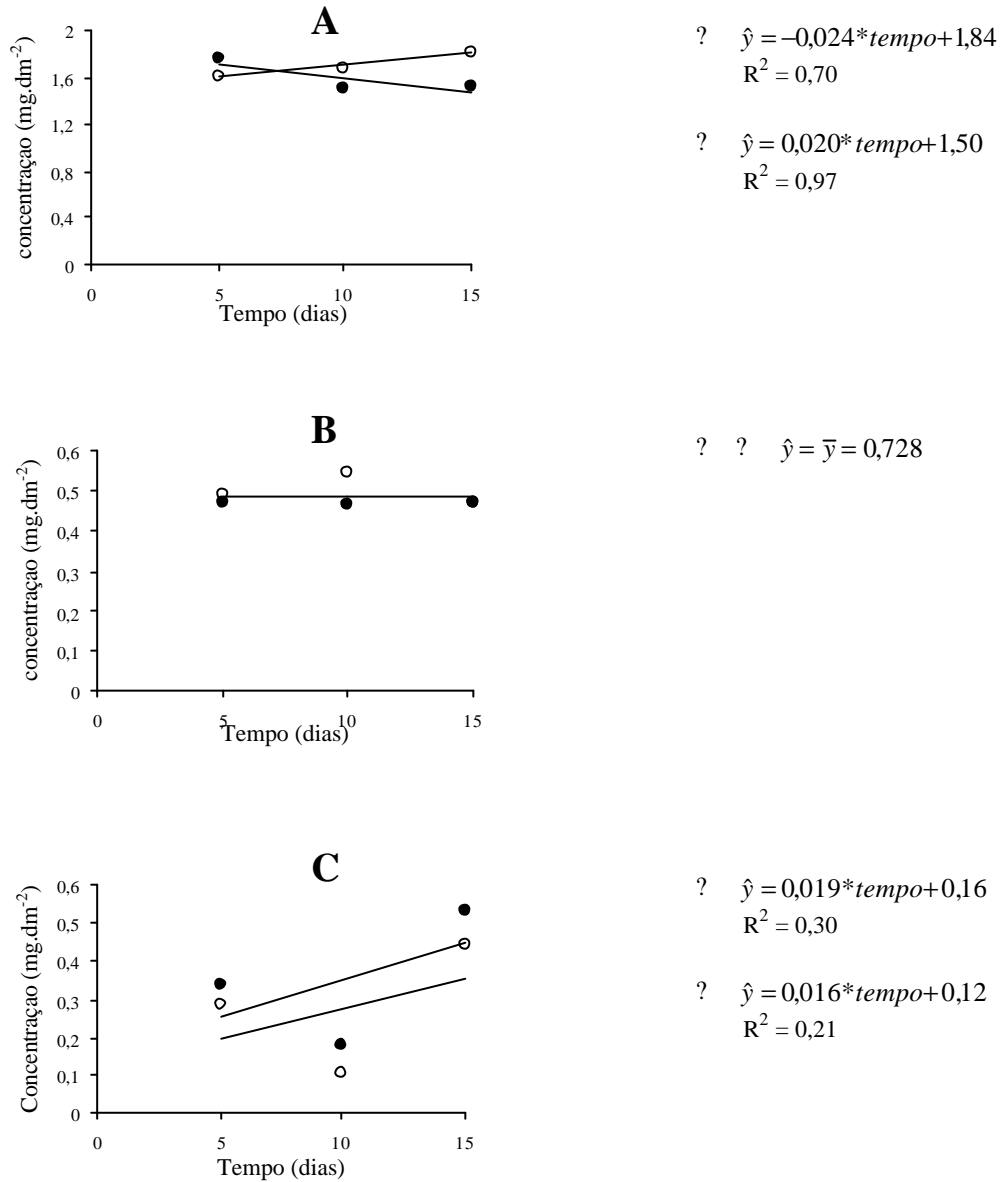 A
concentraçao (mg.dm⁻²)
2
1,6
1,2
0,8
0,4
0
0 5 10 15
Tempo (dias)
? ŷ = –0,024*tempo+1,84
R² = 0,70
? ŷ = 0,020*tempo+1,50
R² = 0,97
B
concentraçao (mg.dm⁻²)
0,6
0,5
0,4
0,3
0,2
0,1
0
0 5 10 15
Tempo (dias)
? ? ŷ = y̅ = 0,728
C
Concentraçao (mg.dm⁻²)
0,6
0,5
0,4
0,3
0,2
0,1
0
0 5 10 15
Tempo (dias)
? ŷ = 0,019*tempo+0,16
R² = 0,30
? ŷ = 0,016*tempo+0,12
R² = 0,21